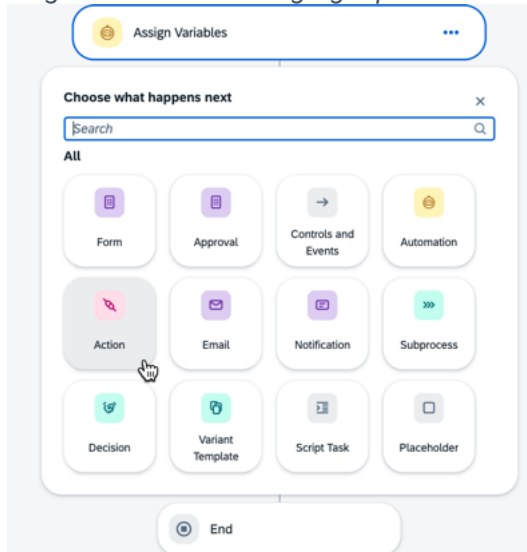 Assign Variables
Choose what happens next
Search
All
Form
Approval
Controls and
Events
Automation
Action
Email
Notification
Subprocess
Decision
Variant
Template
Script Task
Placeholder
End